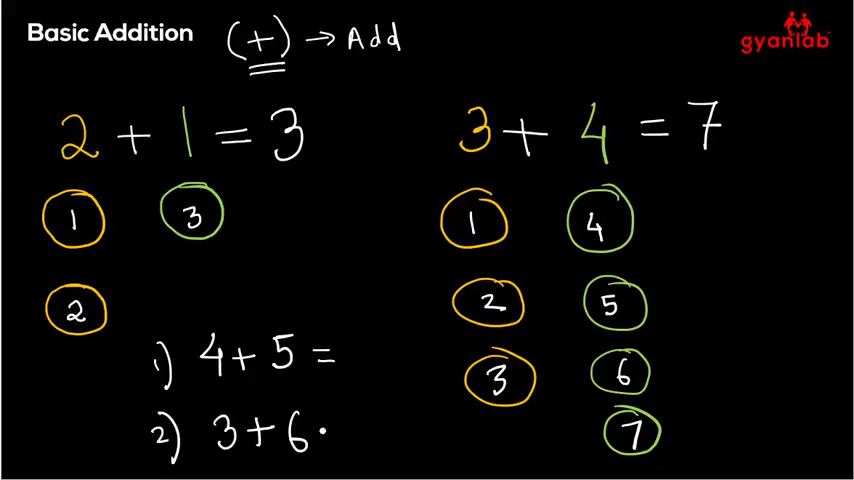 Basic Addition (+) → Add
gyanlab
2 + 1 = 3
3 + 4 = 7
1 3
2
1 4
2 5
3 6
7
1) 4 + 5 =
2) 3 + 6 .